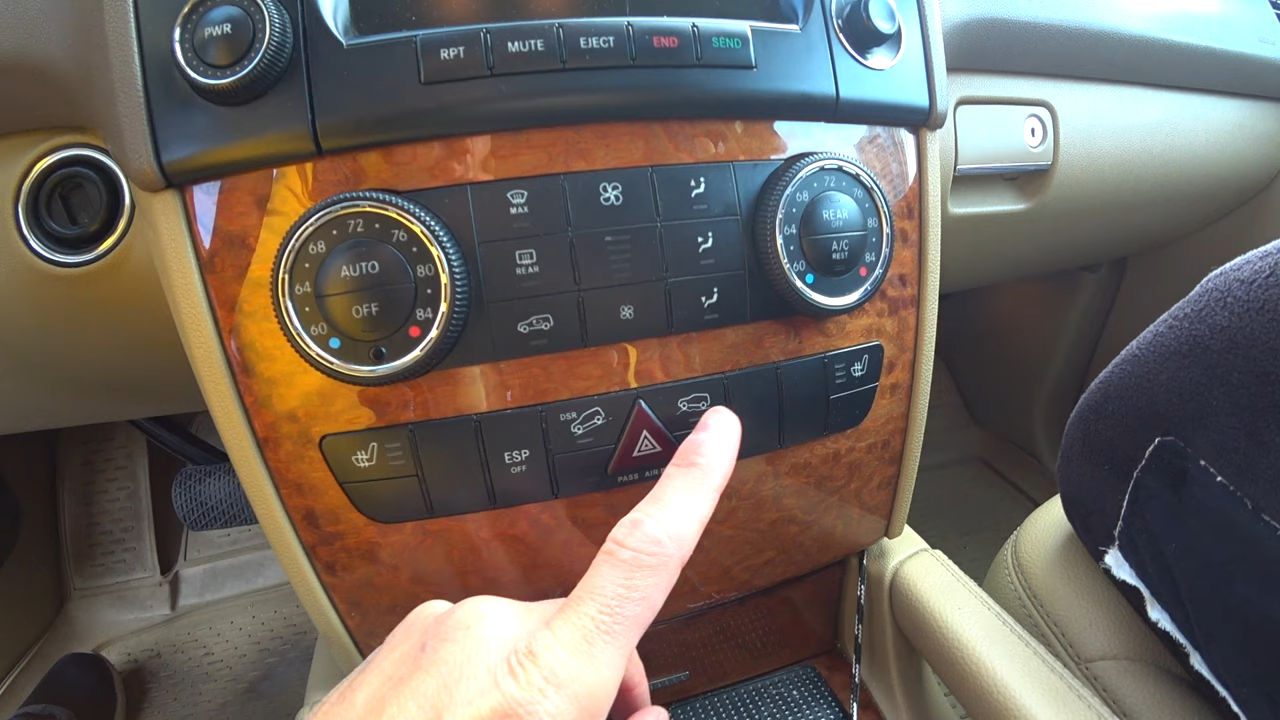 PWR
RPT MUTE EJECT END SEND
60 64 68 72 76 80 84
AUTO
OFF
MAX
REAR
60 64 68 72 76 80 84
REAR
OFF
A/C
REST
DSR
ESP
OFF
PASS AIR